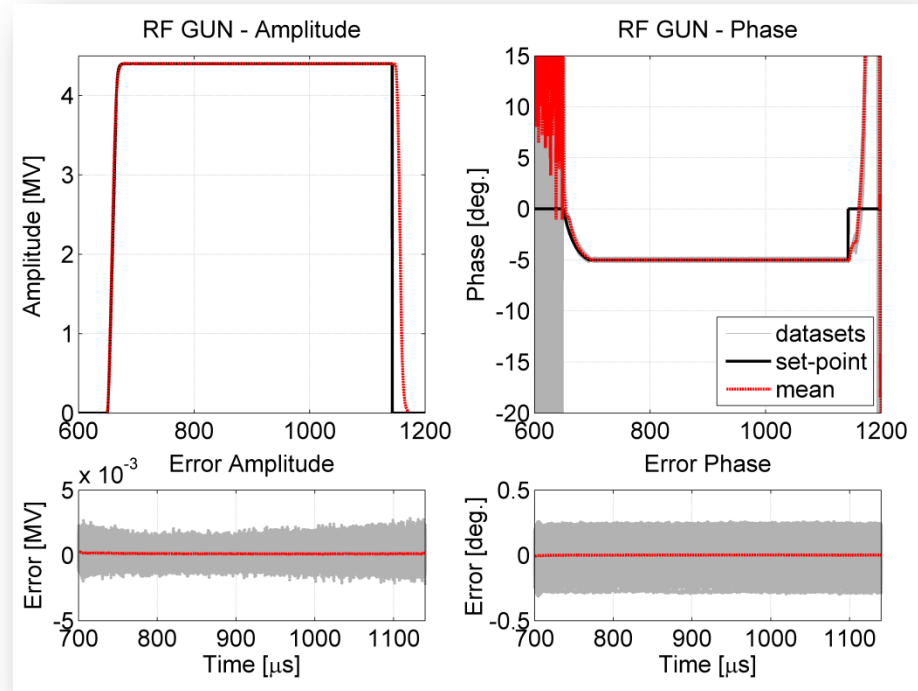 RF GUN - Amplitude
4
3
2
1
0
Amplitude [MV]
600 800 1000 1200
RF GUN - Phase
15
10
5
0
-5
-10
-15
-20
Phase [deg.]
datasets
set-point
mean
600 800 1000 1200
x 10-3
Error Amplitude
5
0
-5
Error [MV]
700 800 900 1000 1100
Time [µs]
Error Phase
0.5
0
-0.5
Error [deg.]
700 800 900 1000 1100
Time [µs]